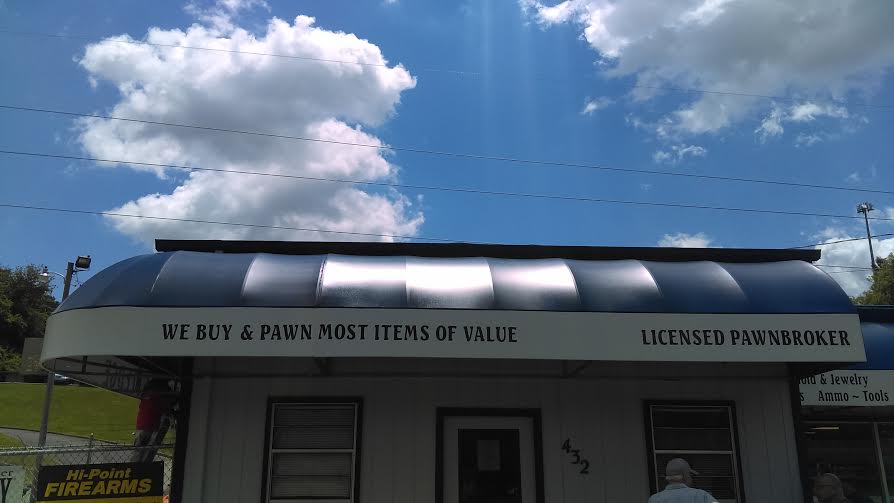 WE BUY & PAWN MOST ITEMS OF VALUE
LICENSED PAWNBROKER
& Jewelry
Ammo ~ Tools
432
Hi-Point
FIREARMS